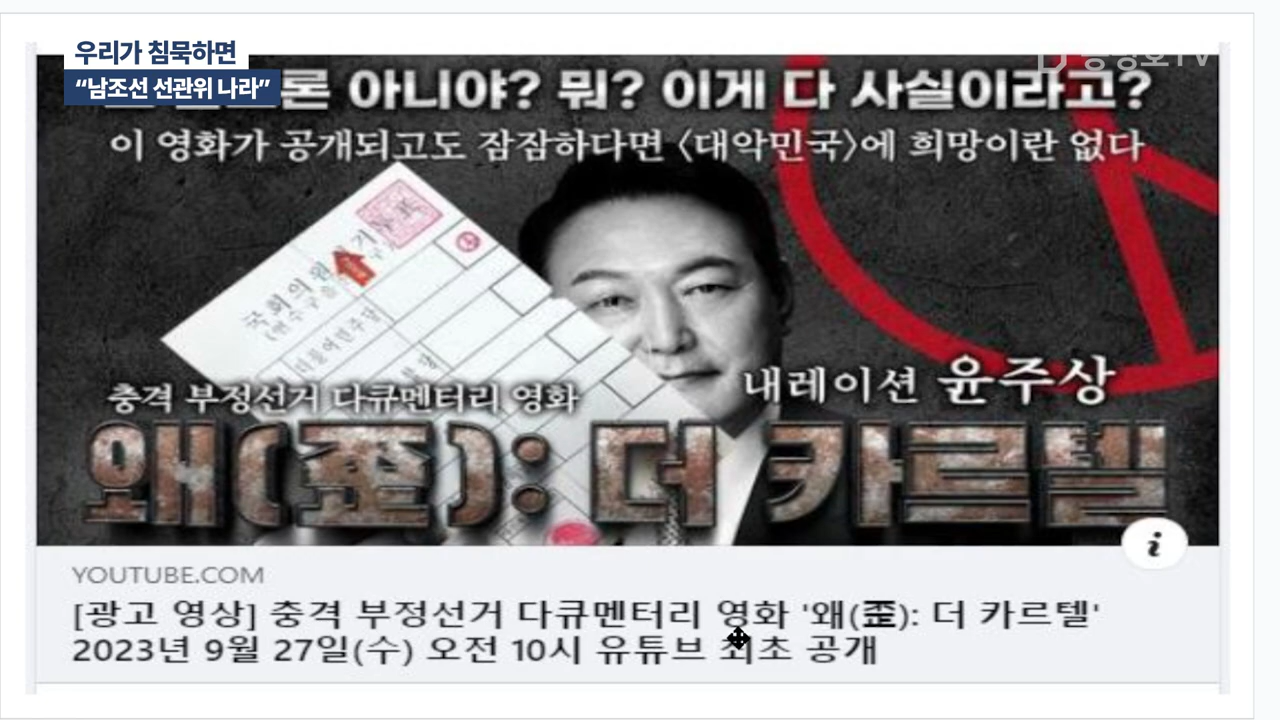 우리가 침묵하면
“남조선 선관위 나라”
론 아니야? 뭐? 이게 다 사실이라고?
이 영화가 공개되고도 잠잠하다면 〈대악민국〉에 희망이란 없다
국회의원
충격 부정선거 다큐멘터리 영화
내레이션 윤주상
왜(歪): 더 카르텔
YOUTUBE.COM
[광고 영상] 충격 부정선거 다큐멘터리 영화 '왜(歪): 더 카르텔'
2023년 9월 27일(수) 오전 10시 유튜브 최초 공개